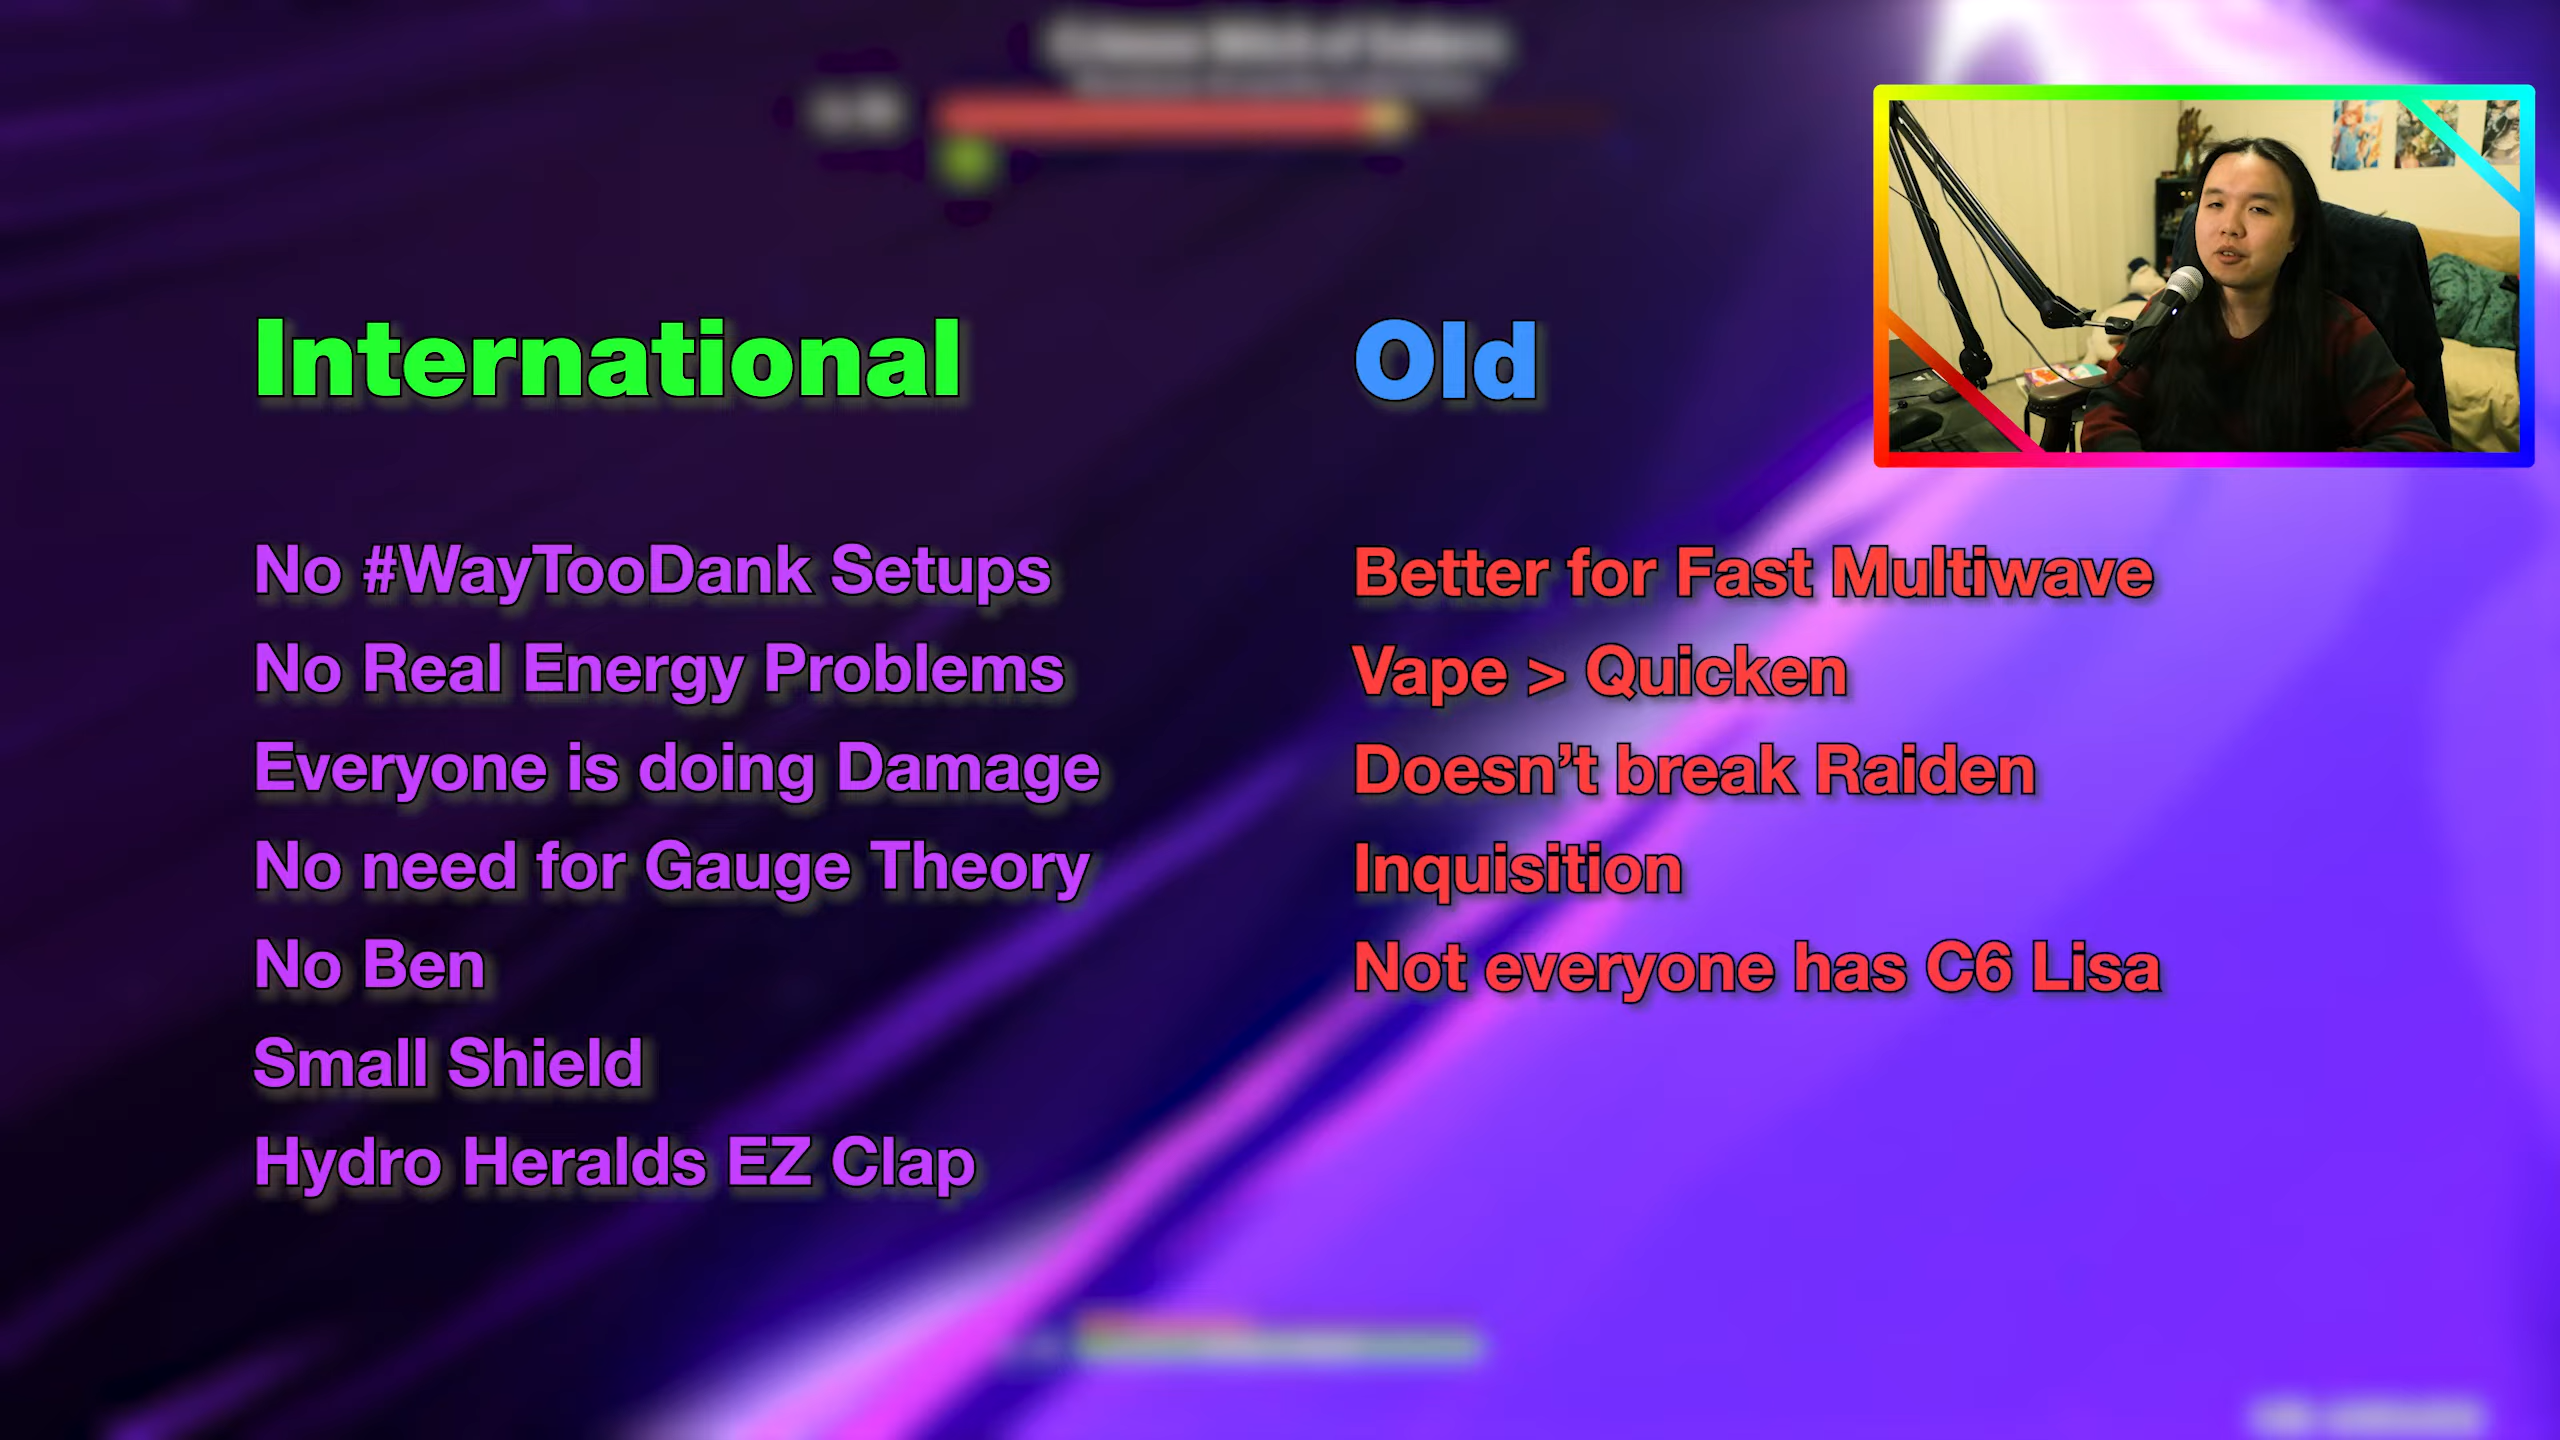 International
No #WayTooDank Setups
No Real Energy Problems
Everyone is doing Damage
No need for Gauge Theory
No Ben
Small Shield
Hydro Heralds EZ Clap
Old
Better for Fast Multiwave
Vape > Quicken
Doesn’t break Raiden
Inquisition
Not everyone has C6 Lisa